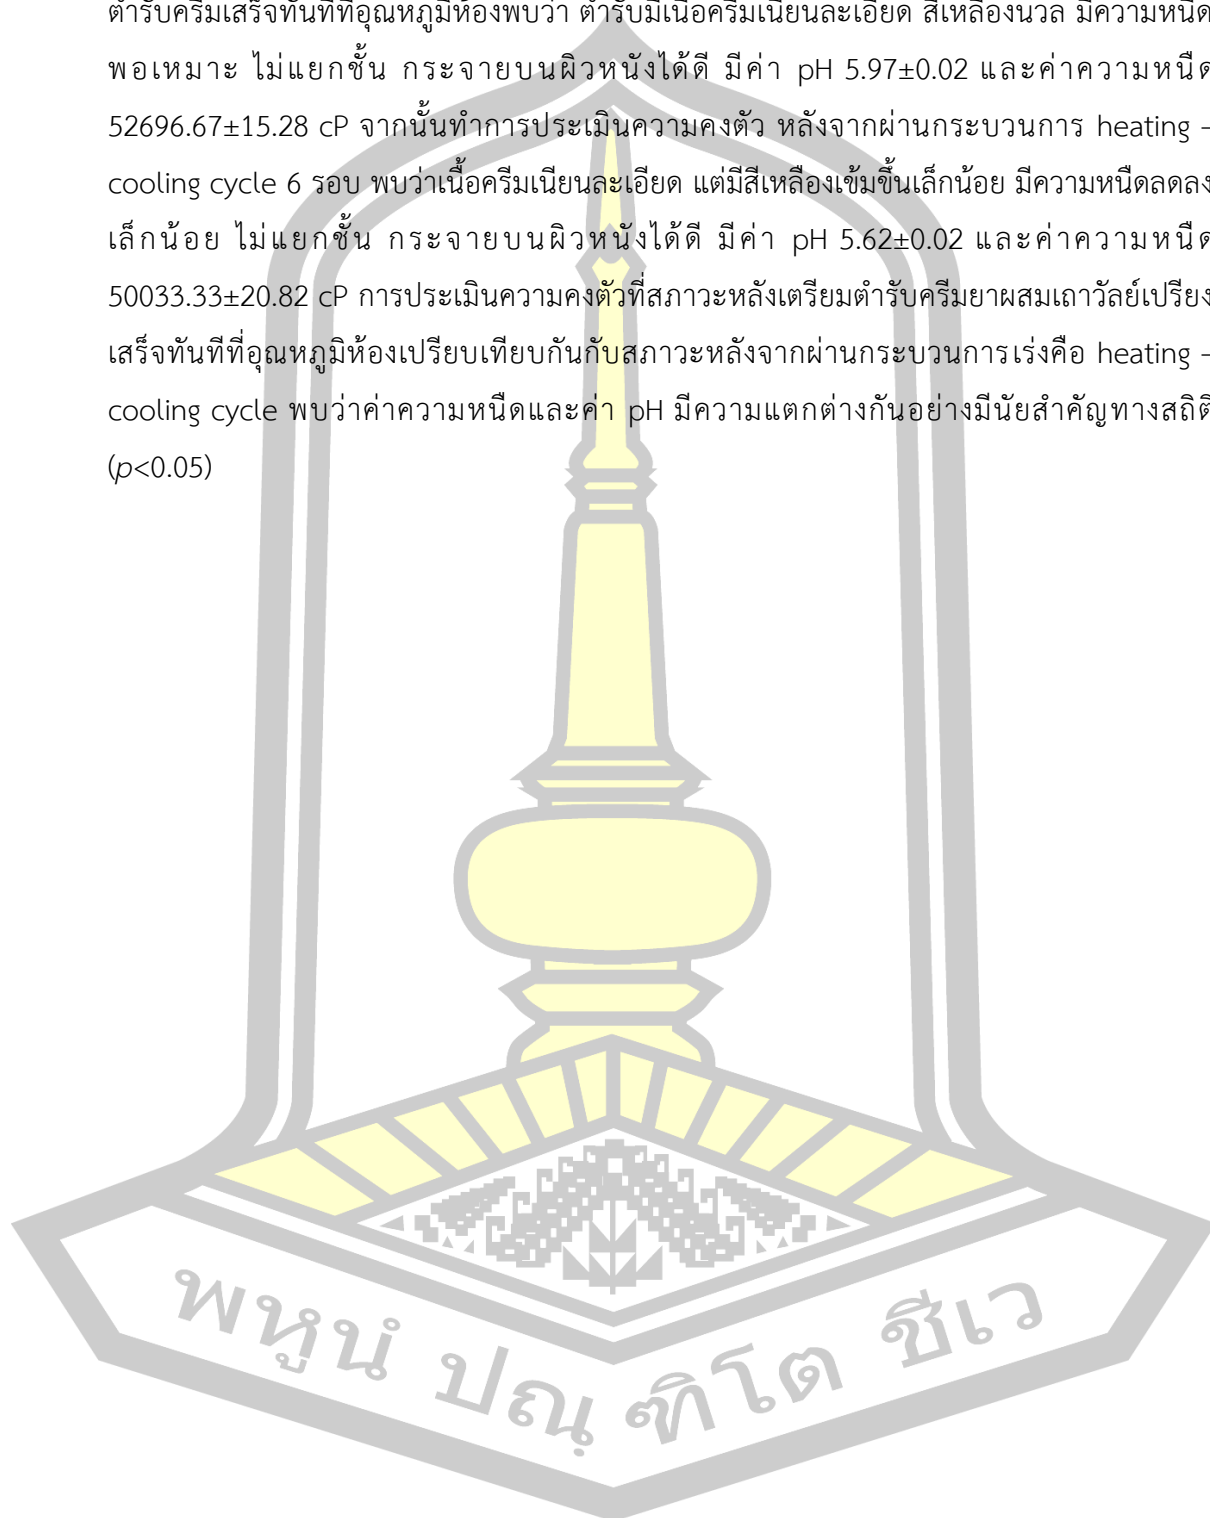 ตำรับครีมเสร็จทันทีที่อุณหภูมิห้องพบว่า ตำรับมีเนื้อครีมเนียนละเอียด สีเหลืองนวล มีความหนืด
พอเหมาะ ไม่แยกชั้น กระจายบนผิวหนังได้ดี มีค่า pH 5.97±0.02 และค่าความหนืด
52696.67±15.28 cP จากนั้นทำการประเมินความคงตัว หลังจากผ่านกระบวนการ heating –
cooling cycle 6 รอบ พบว่าเนื้อครีมเนียนละเอียด แต่มีสีเหลืองเข้มขึ้นเล็กน้อย มีความหนืดลดลง
เล็กน้อย ไม่แยกชั้น กระจายบนผิวหนังได้ดี มีค่า pH 5.62±0.02 และค่าความหนืด
50033.33±20.82 cP การประเมินความคงตัวที่สภาวะหลังเตรียมตำรับครีมยาผสมเถาวัลย์เปรียง
เสร็จทันทีที่อุณหภูมิห้องเปรียบเทียบกันกับสภาวะหลังจากผ่านกระบวนการเร่งคือ heating –
cooling cycle พบว่าค่าความหนืดและค่า pH มีความแตกต่างกันอย่างมีนัยสำคัญทางสถิติ
(p<0.05)
พหูนํ ปณฺฑิโต ชีเว